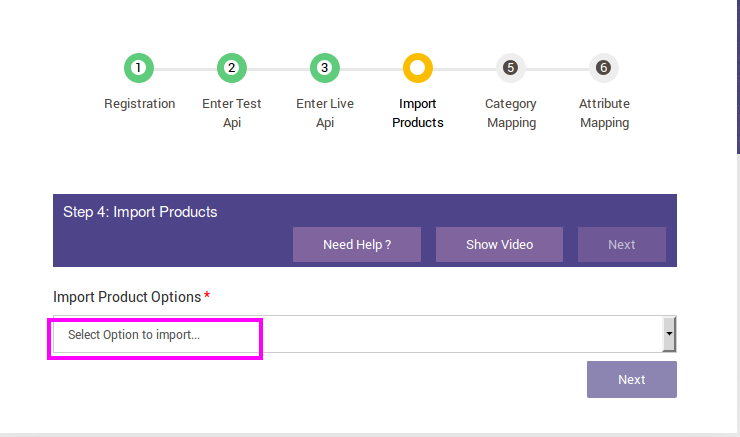 1 2 3 5 6
Registration Enter Test Enter Live Import Category Attribute
Api Api Products Mapping Mapping
Step 4: Import Products
Need Help ? Show Video Next
Import Product Options *
Select Option to import...
Next